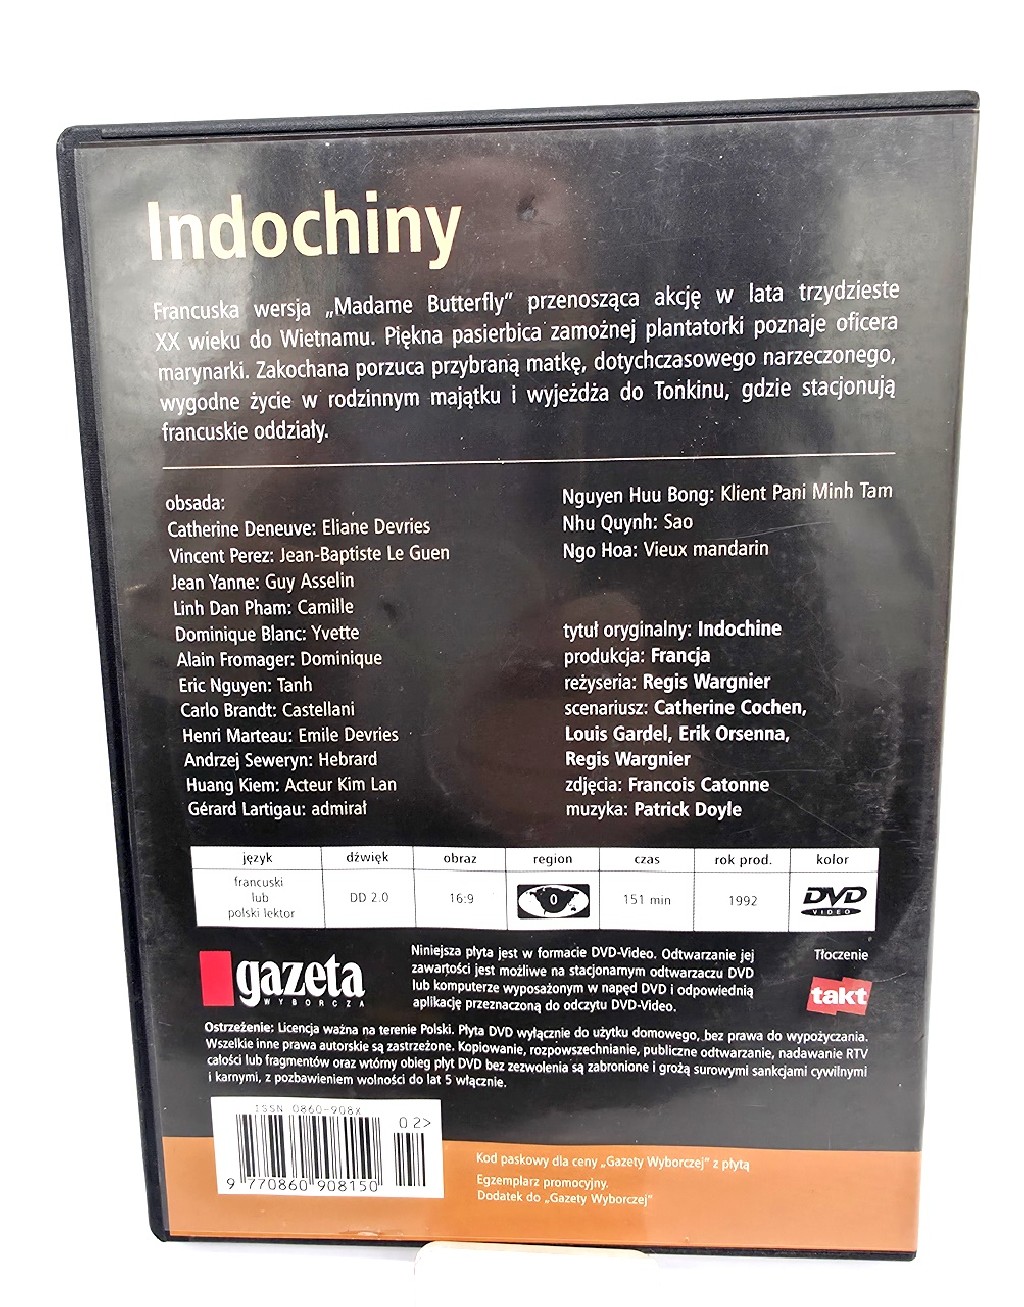 Indochiny
Francuska wersja „Madame Butterfly” przenosząca akcję w lata trzydzieste
XX wieku do Wietnamu. Piękna pasierbica zamożnej plantatorki poznaje oficera
marynarki. Zakochana porzuca przybraną matkę, dotychczasowego narzeczonego,
wygodne życie w rodzinnym majątku i wyjeżdża do Tonkinu, gdzie stacjonują
francuskie oddziały.
obsada:
Catherine Deneuve: Eliane Devries
Vincent Perez: Jean-Baptiste Le Guen
Jean Yanne: Guy Asselin
Linh Dan Pham: Camille
Dominique Blanc: Yvette
Alain Fromager: Dominique
Eric Nguyen: Tanh
Carlo Brandt: Castellani
Henri Marteau: Emile Devries
Andrzej Seweryn: Hebrard
Huang Kiem: Acteur Kim Lan
Gérard Lartigau: admirał
Nguyen Huu Bong: Klient Pani Minh Tam
Nhu Quynh: Sao
Ngo Hoa: Vieux mandarin
tytuł oryginalny: Indochine
produkcja: Francja
reżyseria: Regis Wargnier
scenariusz: Catherine Cochen,
Louis Gardel, Erik Orsenna,
Regis Wargnier
zdjęcia: Francois Catonne
muzyka: Patrick Doyle
język dźwięk obraz region czas rok prod. kolor
francuski
lub
polski lektor
DD 2.0 16:9 0 151 min 1992 DVD
VIDEO
gazeta
WYBORCZA
Niniejsza płyta jest w formacie DVD-Video. Odtwarzanie jej
zawartości jest możliwe na stacjonarnym odtwarzaczu DVD
lub komputerze wyposażonym w napęd DVD i odpowiednią
aplikację przeznaczoną do odczytu DVD-Video.
Tłoczenie
takt
Ostrzeżenie: Licencja ważna na terenie Polski. Płyta DVD wyłącznie do użytku domowego, bez prawa do wypożyczania.
Wszelkie inne prawa autorskie są zastrzeżone. Kopiowanie, rozpowszechnianie, publiczne odtwarzanie, nadawanie RTV
całości lub fragmentów oraz wtórny obieg płyt DVD bez zezwolenia są zabronione i grożą surowymi sankcjami cywilnymi
i karnymi, z pozbawieniem wolności do lat 5 włącznie.
ISSN 0860-908X
02>
9 770860 908150
Kod paskowy dla ceny „Gazety Wyborczej” z płytą
Egzemplarz promocyjny.
Dodatek do „Gazety Wyborczej”